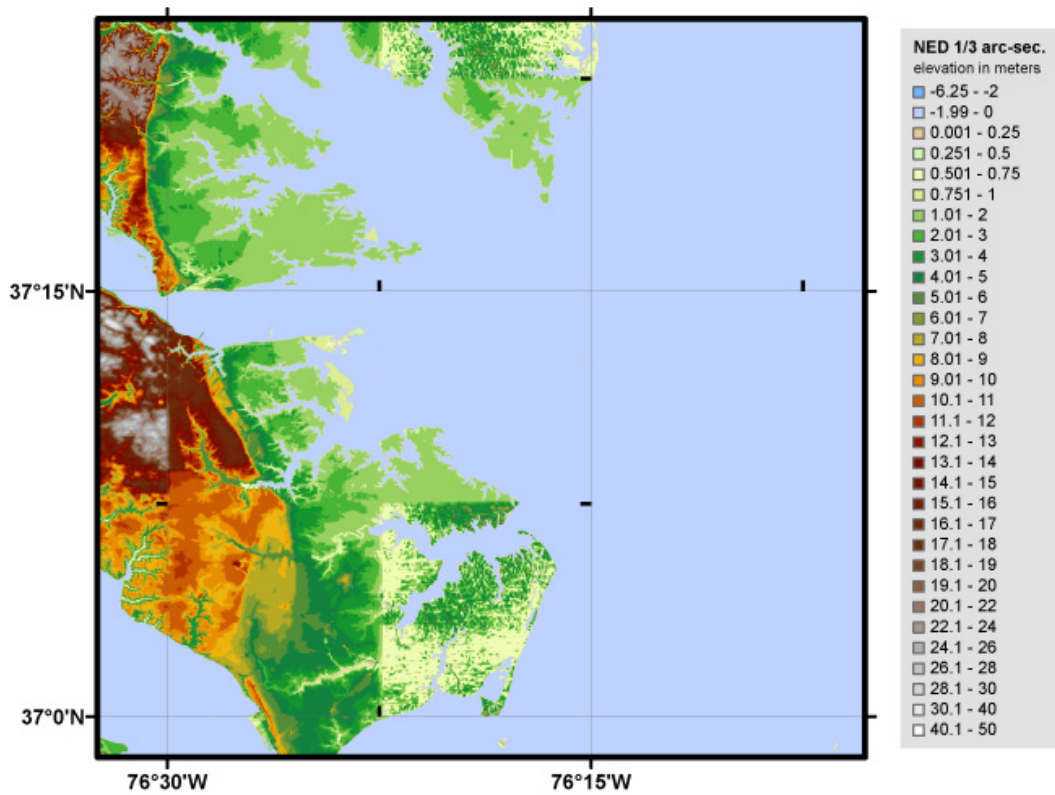 NED 1/3 arc-sec.
elevation in meters
-6.25 - -2
-1.99 - 0
0.001 - 0.25
0.251 - 0.5
0.501 - 0.75
0.751 - 1
1.01 - 2
2.01 - 3
3.01 - 4
4.01 - 5
5.01 - 6
6.01 - 7
7.01 - 8
8.01 - 9
9.01 - 10
10.1 - 11
11.1 - 12
12.1 - 13
13.1 - 14
14.1 - 15
15.1 - 16
16.1 - 17
17.1 - 18
18.1 - 19
19.1 - 20
20.1 - 22
22.1 - 24
24.1 - 26
26.1 - 28
28.1 - 30
30.1 - 40
40.1 - 50
37°15'N
37°0'N
76°30'W
76°15'W